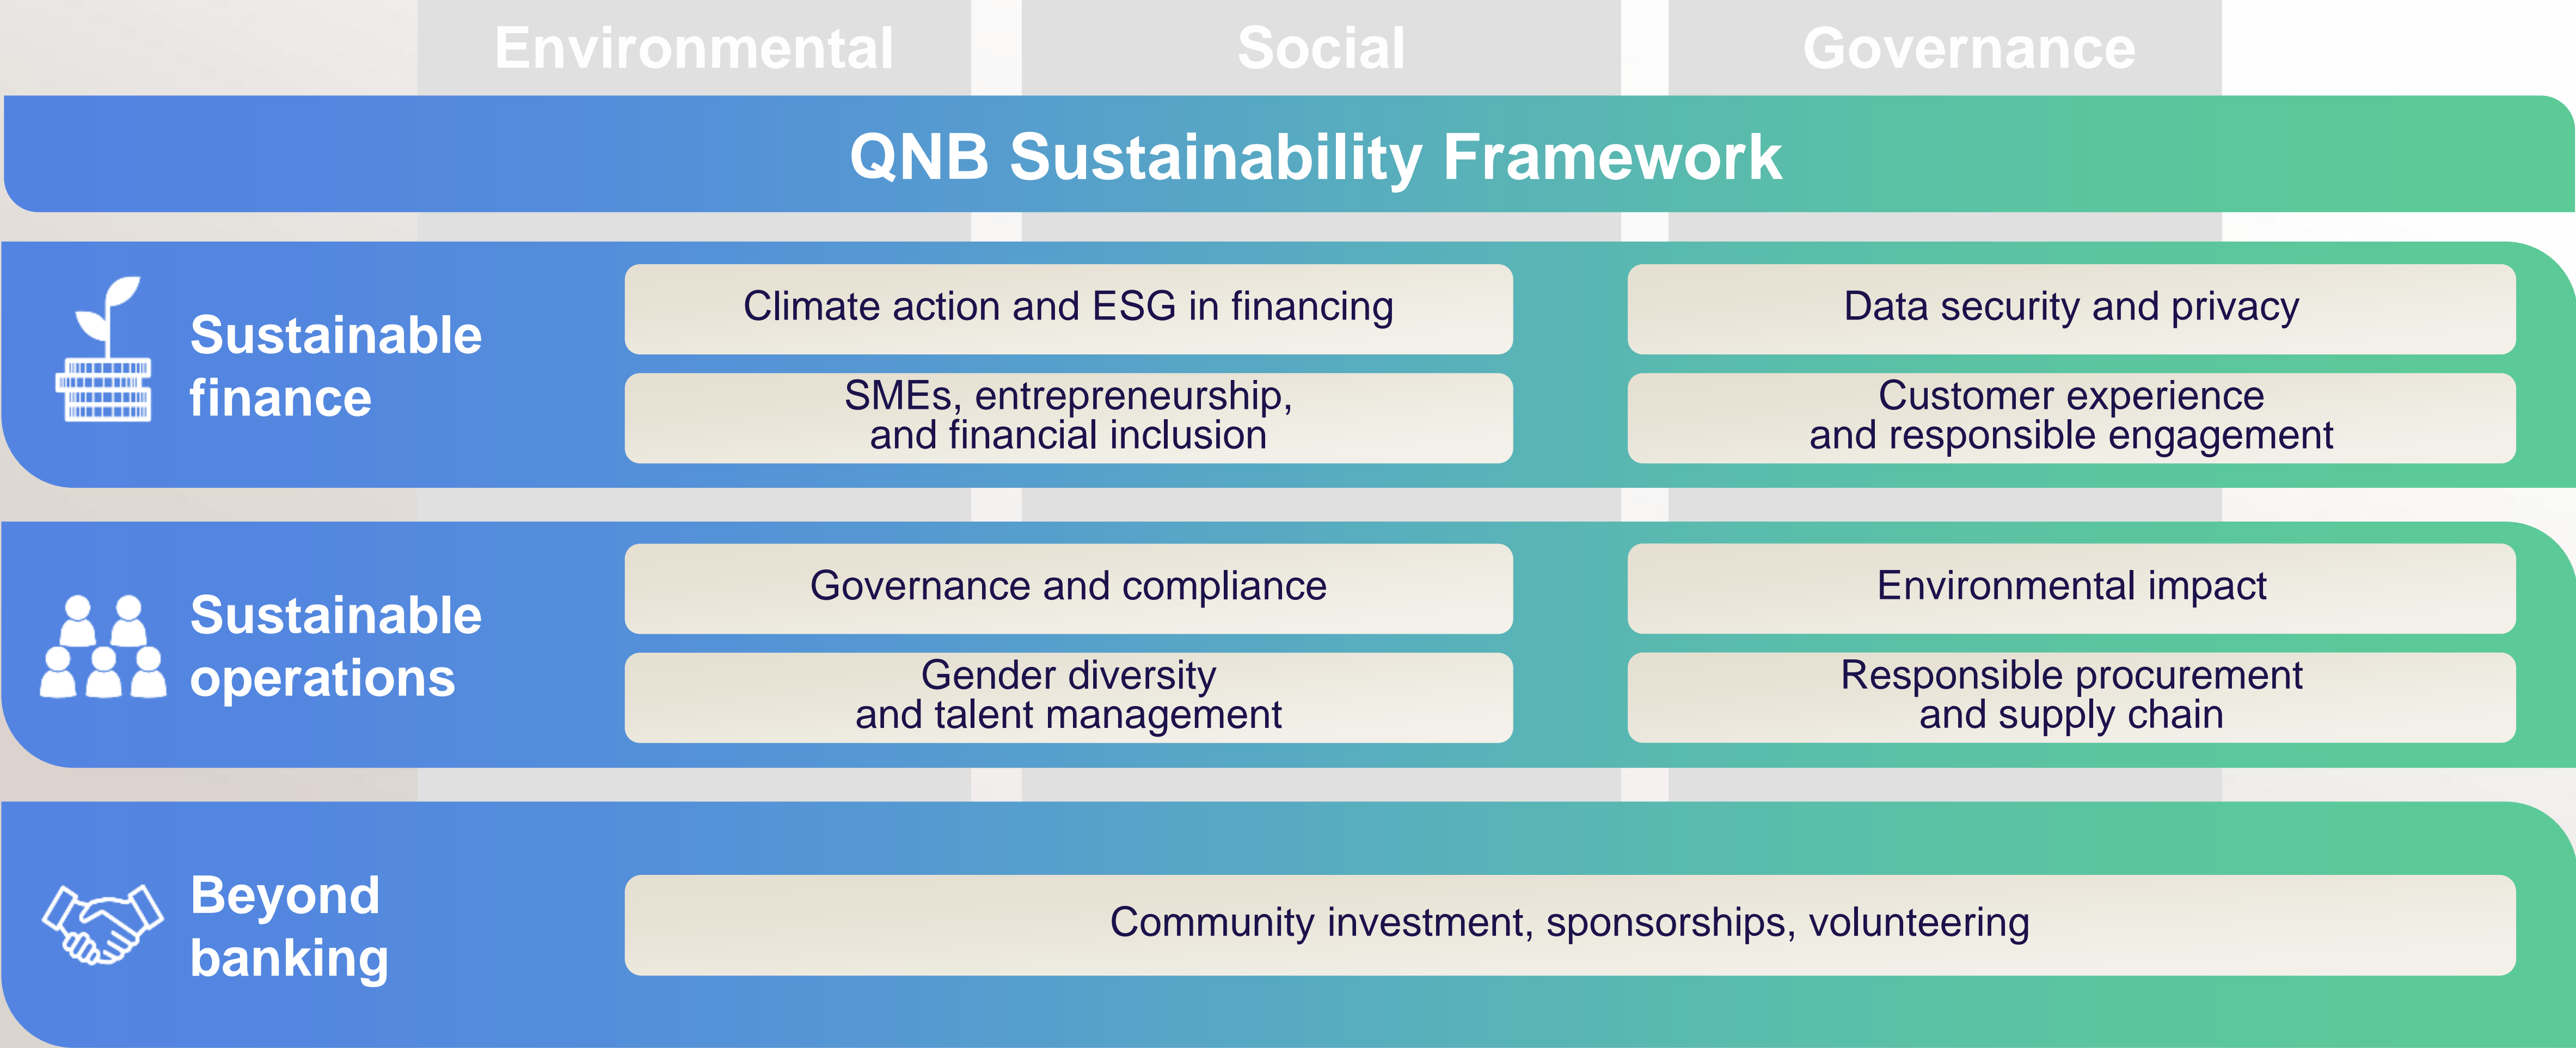 Environmental
Social
Governance
QNB Sustainability Framework
Sustainable
finance
Climate action and ESG in financing
Data security and privacy
SMEs, entrepreneurship,
and financial inclusion
Customer experience
and responsible engagement
Sustainable
operations
Governance and compliance
Environmental impact
Gender diversity
and talent management
Responsible procurement
and supply chain
Beyond
banking
Community investment, sponsorships, volunteering